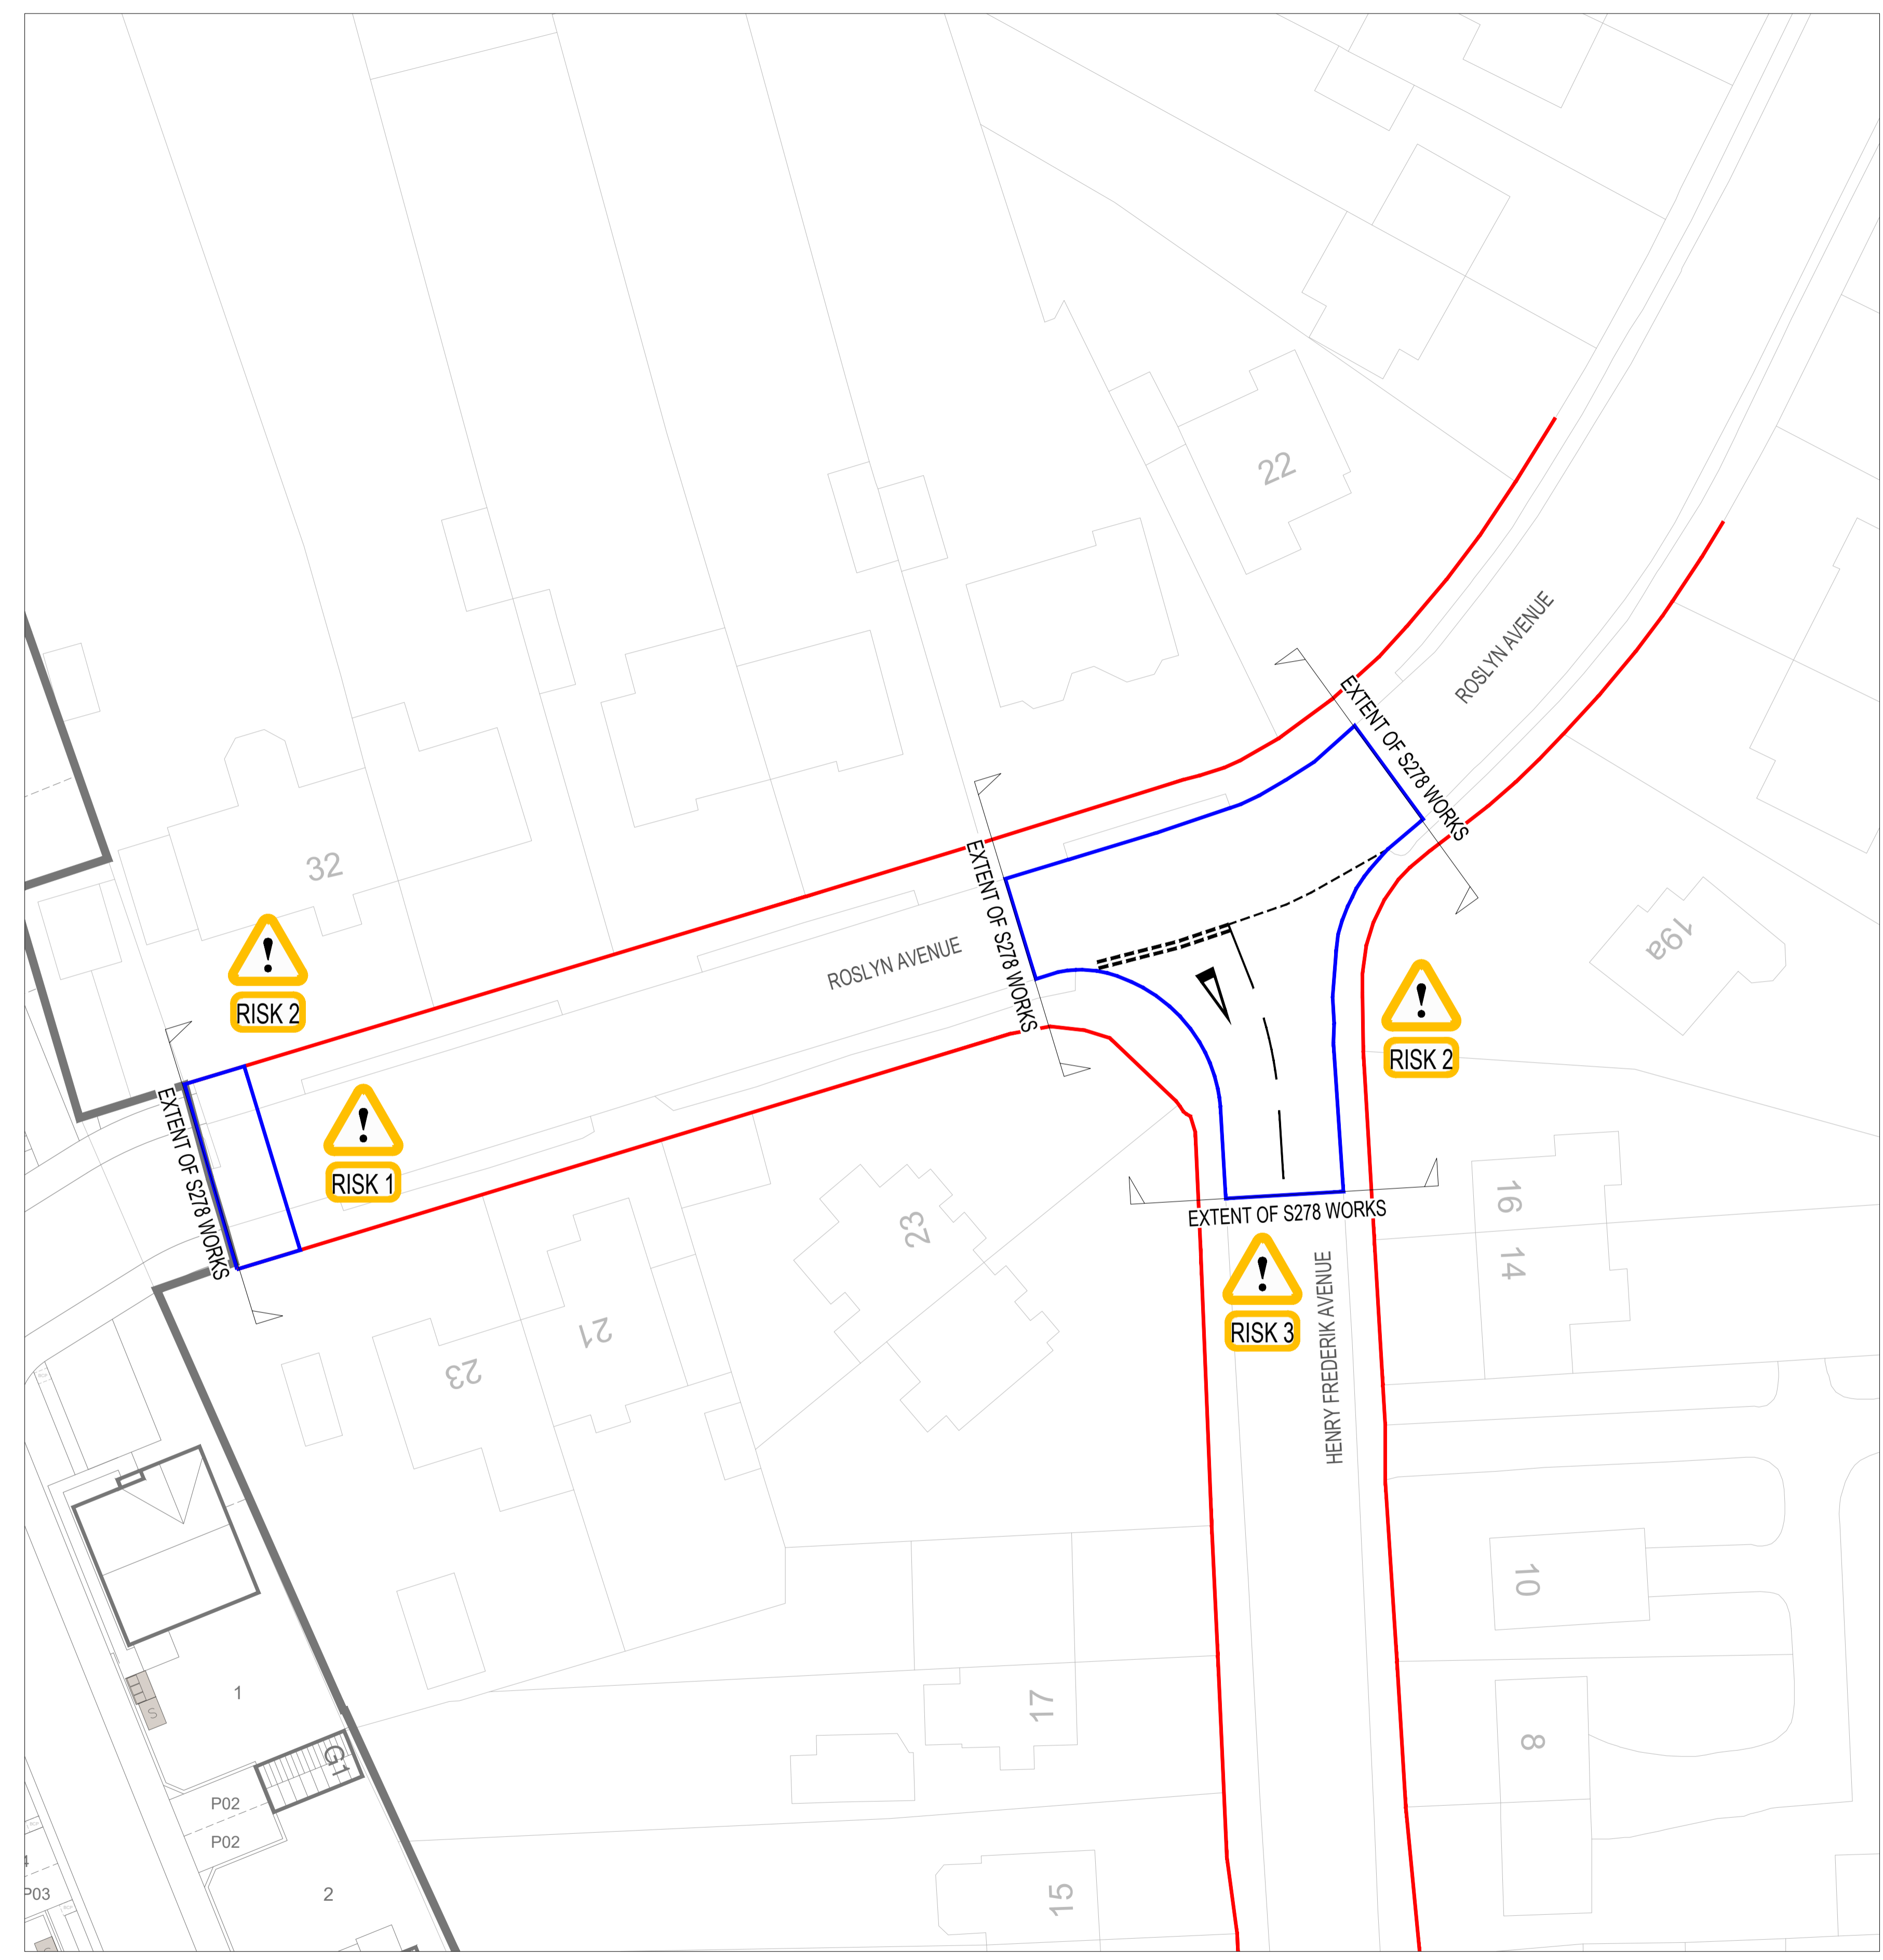 22
ROSLYN AVENUE
EXTENT OF S278 WORKS
32
EXTENT OF S278 WORKS
ROSLYN AVENUE
19a
RISK 2
RISK 2
EXTENT OF S278 WORKS
RISK 1
EXTENT OF S278 WORKS
16
14
23
21
23
RISK 3
HENRY FREDERIK AVENUE
10
1
S
17
8
G1
P02
P02
P03
2
15